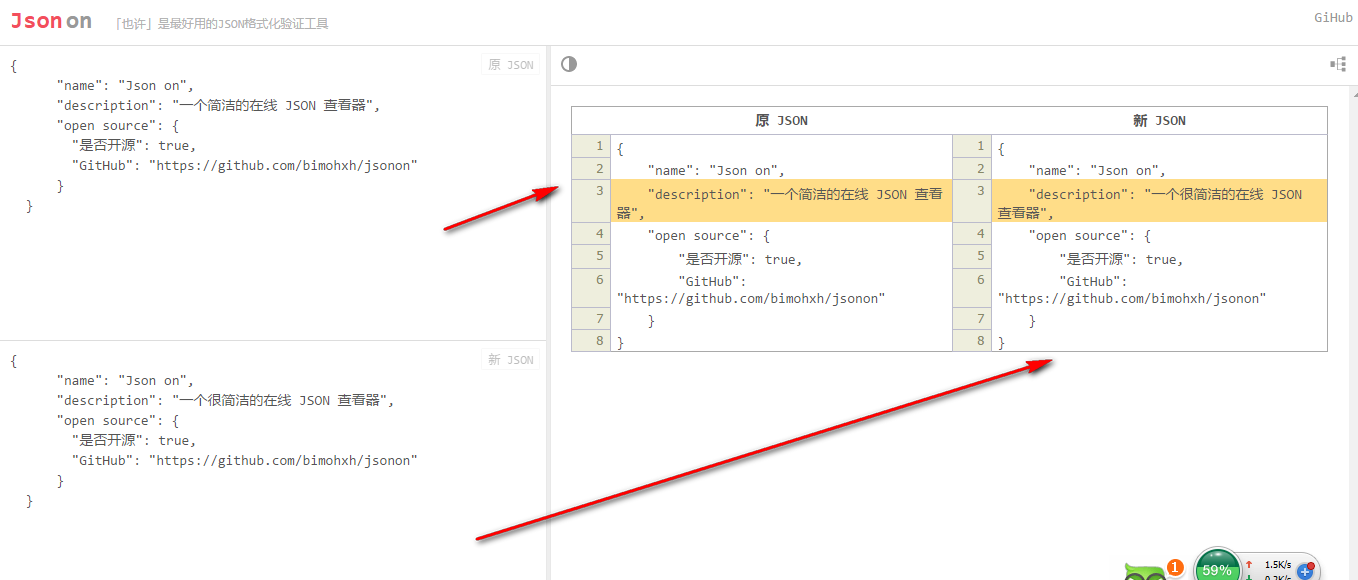 Json on 「也许」是最好用的JSON格式化验证工具 GiHub
原 JSON
{
"name": "Json on",
"description": "一个简洁的在线 JSON 查看器",
"open source": {
"是否开源": true,
"GitHub": "https://github.com/bimohxh/jsonon"
}
}
新 JSON
{
"name": "Json on",
"description": "一个很简洁的在线 JSON 查看器",
"open source": {
"是否开源": true,
"GitHub": "https://github.com/bimohxh/jsonon"
}
}
原 JSON
1 {
2 "name": "Json on",
3 "description": "一个简洁的在线 JSON 查看
器",
4 "open source": {
5 "是否开源": true,
6 "GitHub":
"https://github.com/bimohxh/jsonon"
7 }
8 }
新 JSON
1 {
2 "name": "Json on",
3 "description": "一个很简洁的在线 JSON
查看器",
4 "open source": {
5 "是否开源": true,
6 "GitHub":
"https://github.com/bimohxh/jsonon"
7 }
8 }
1
59%
1.5K/s